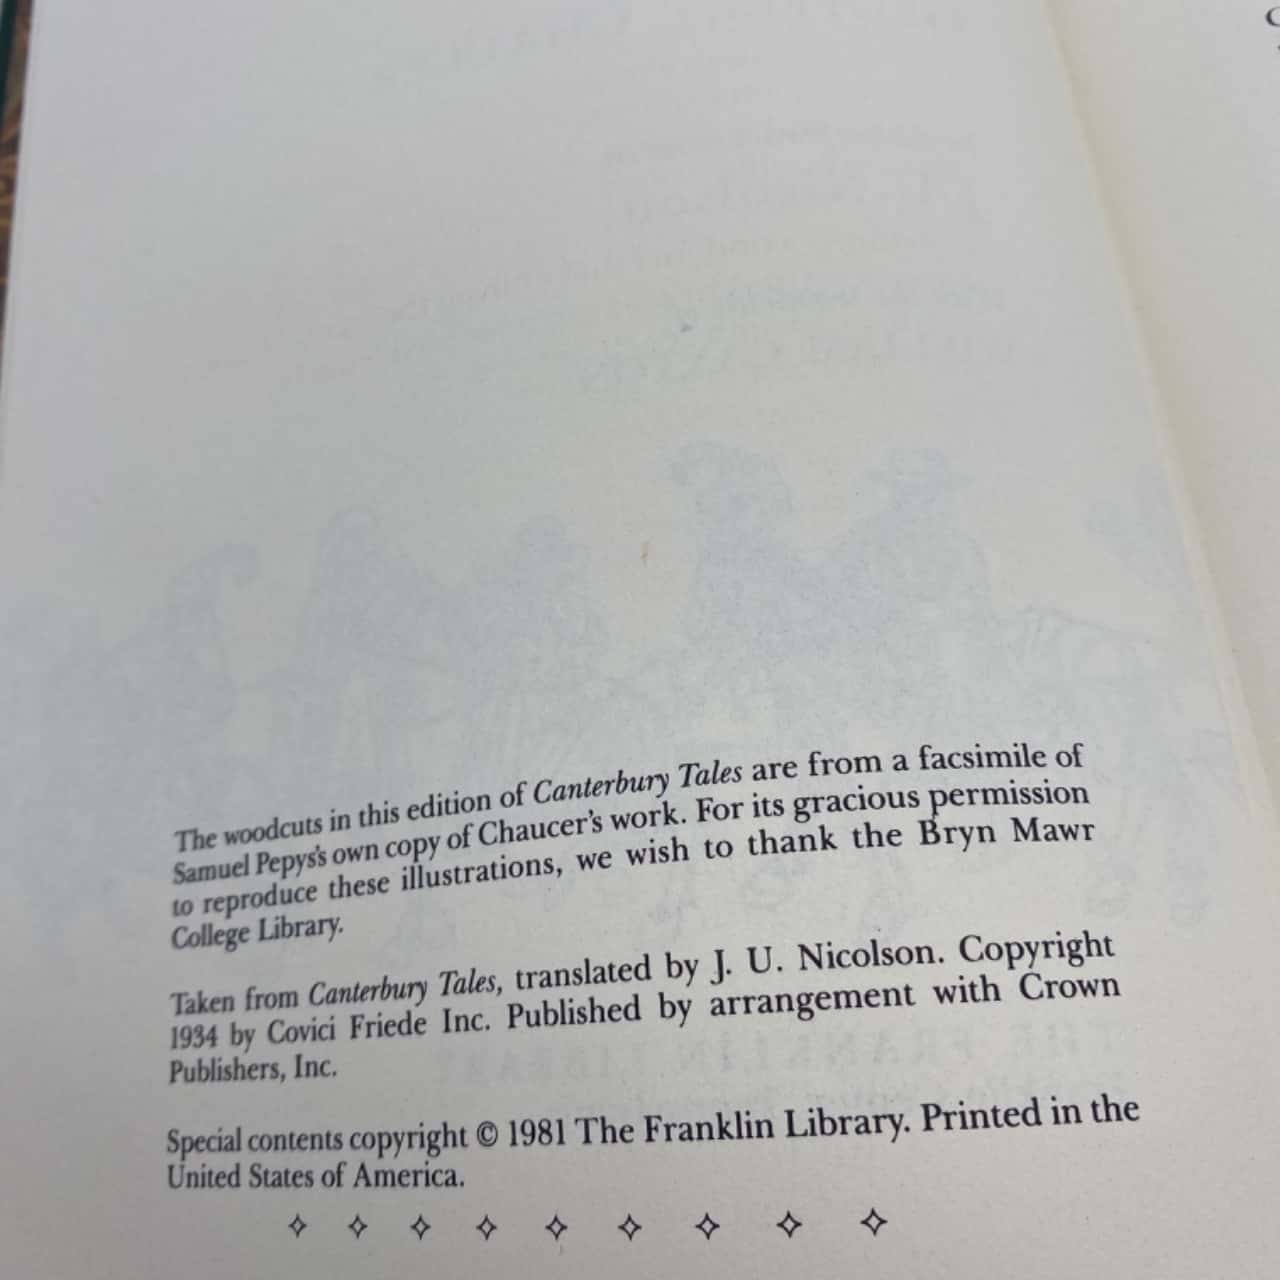 The woodcuts in this edition of Canterbury Tales are from a facsimile of
Samuel Pepys's own copy of Chaucer's work. For its gracious permission
to reproduce these illustrations, we wish to thank the Bryn Mawr
College Library.
Taken from Canterbury Tales, translated by J. U. Nicolson. Copyright
1934 by Covici Friede Inc. Published by arrangement with Crown
Publishers, Inc.
Special contents copyright © 1981 The Franklin Library. Printed in the
United States of America.